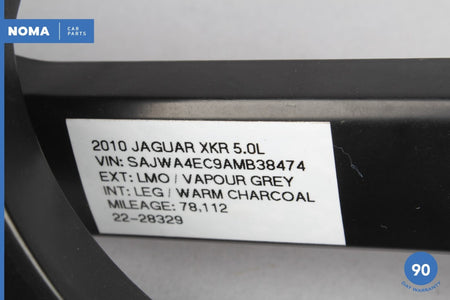 NOMA CAR PARTS
2010 JAGUAR XKR 5.0L
VIN: SAJWA4EC9AMB38474
EXT: LMO / VAPOUR GREY
INT: LEG / WARM CHARCOAL
MILEAGE: 78,112
22-28329
90
DAY WARRANTY